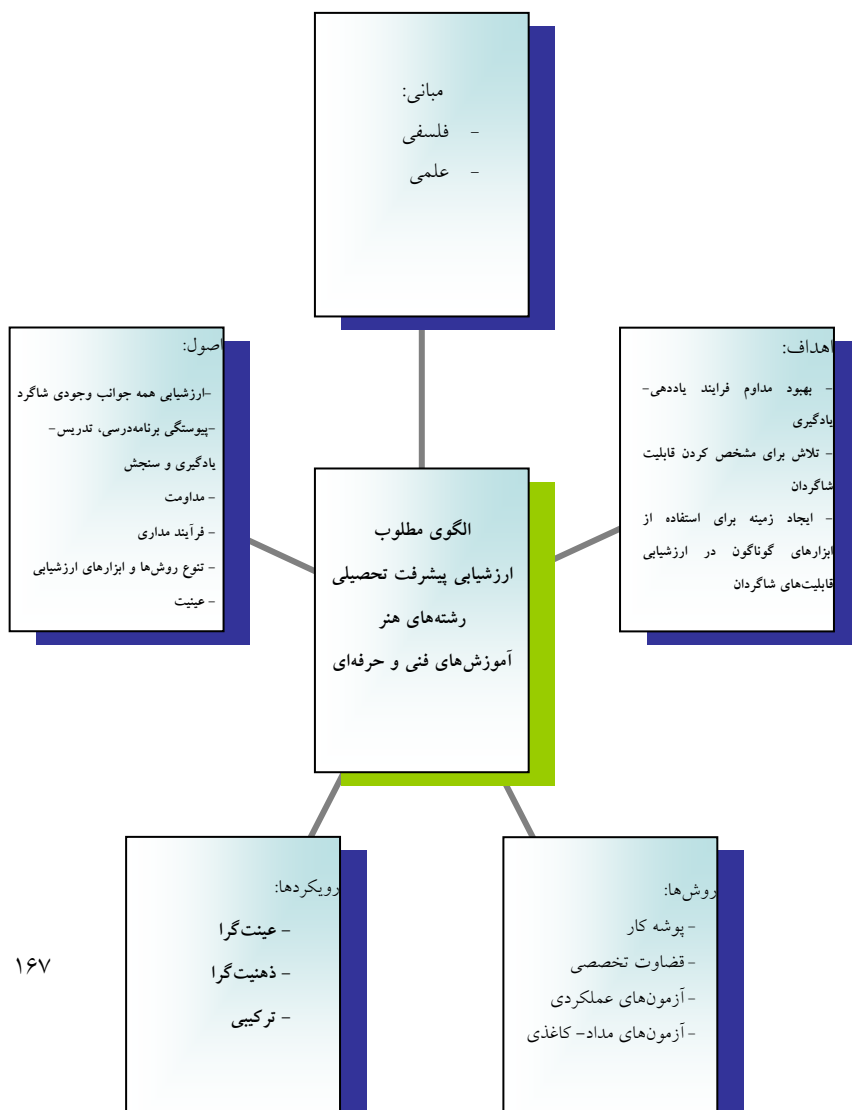 مبانی:
- فلسفی
- علمی
اهداف:
- بهبود مداوم فرایند یاددهی-
یادگیری
- تلاش برای مشخص کردن قابلیت
شاگردان
- ایجاد زمینه برای استفاده از
ابزارهای گوناگون در ارزشیابی
قابلیت‌های شاگردان
اصول:
-ارزشیابی همه جوانب وجودی شاگرد
-پیوستگی برنامه‌درسی، تدریس-
یادگیری و سنجش
- مداومت
- فرآیند مداری
- تنوع روش‌ها و ابزارهای ارزشیابی
- عینیت
الگوی مطلوب
ارزشیابی پیشرفت تحصیلی
رشته‌های هنر
آموزش‌های فنی و حرفه‌ای
روش‌ها:
- پوشه کار
- قضاوت تخصصی
- آزمون‌های عملکردی
- آزمون‌های مداد- کاغذی
رویکردها:
- عینت‌گرا
- ذهنیت‌گرا
- ترکیبی
۱۶۷